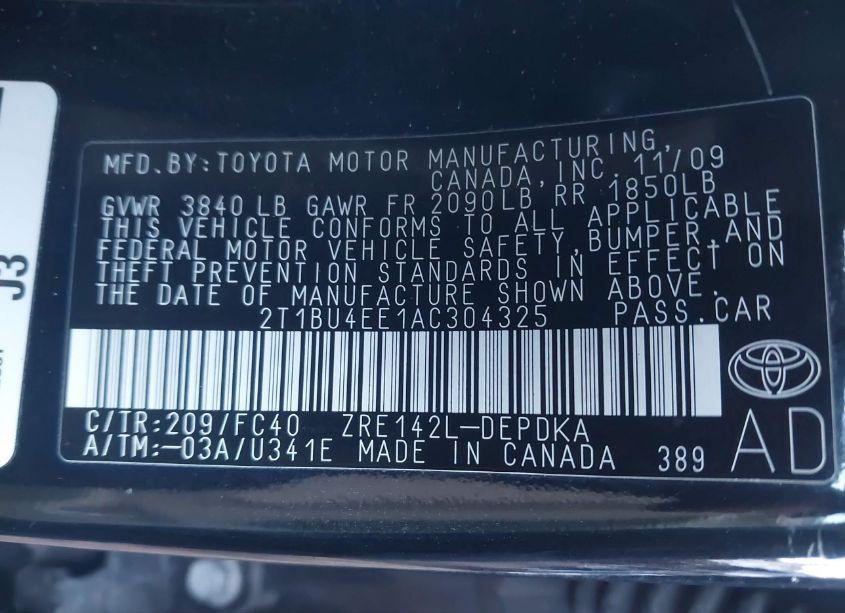 MFD.BY:TOYOTA MOTOR MANUFACTURING,
CANADA, INC. 11/09
GVWR 3840 LB GAWR FR 2090LB RR 1850LB
THIS VEHICLE CONFORMS TO ALL APPLICABLE
FEDERAL MOTOR VEHICLE SAFETY, BUMPER, AND
THEFT PREVENTION STANDARDS IN EFFECT ON
THE DATE OF MANUFACTURE SHOWN ABOVE.
2T1BU4EE1AC304325 PASS.CAR
C/TR:209/FC40 ZRE142L-DEPDKA
A/TM:-03A/U341E MADE IN CANADA 389
AD
J3